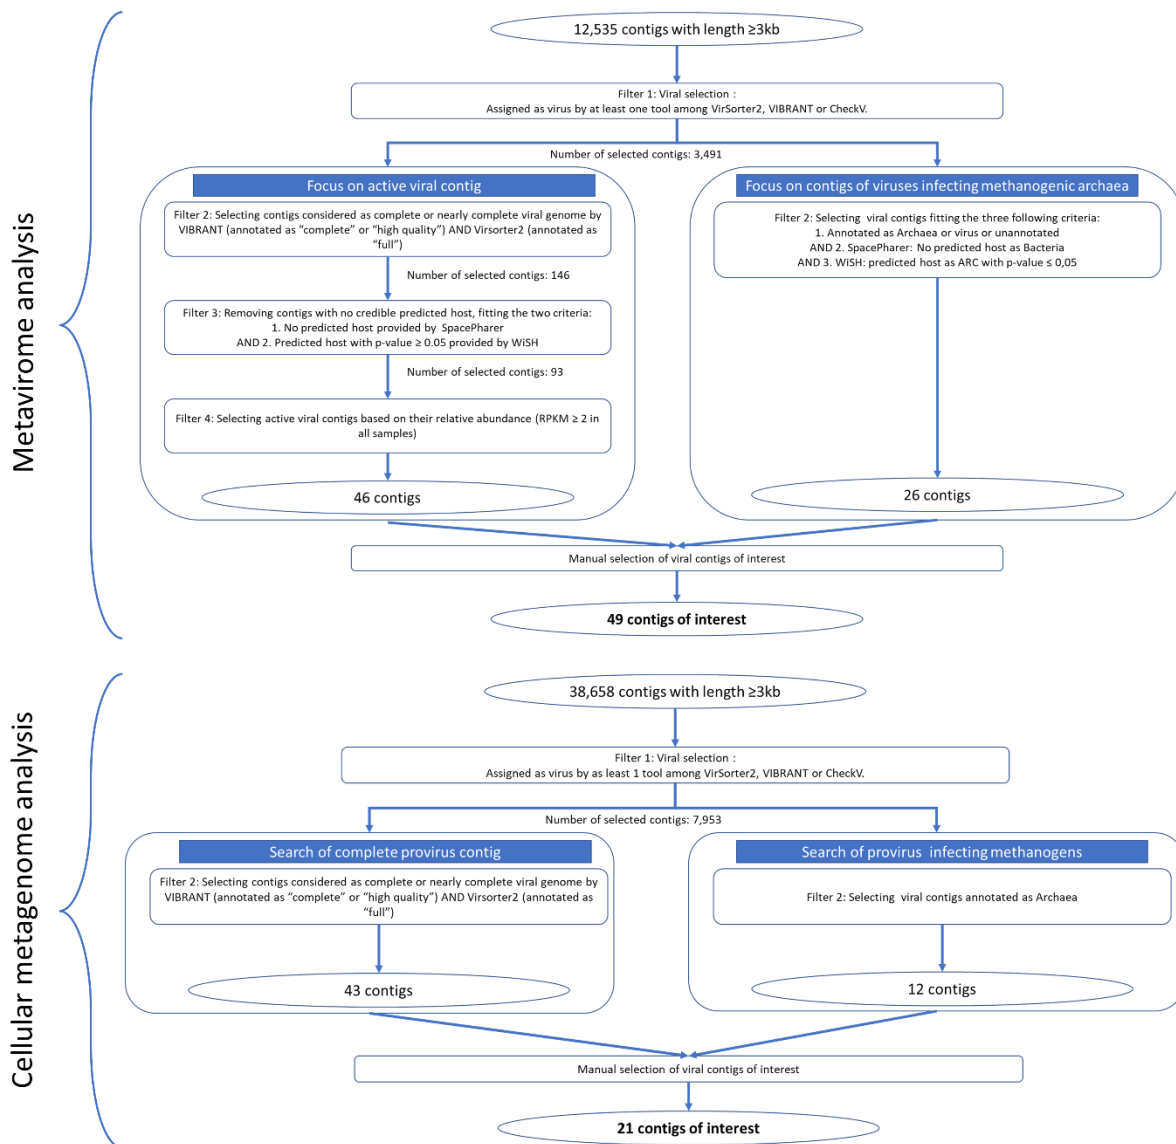 Metavirome analysis
12,535 contigs with length ≥3kb
Filter 1: Viral selection :
Assigned as virus by at least one tool among VirSorter2, VIBRANT or CheckV.
Number of selected contigs: 3,491
Focus on active viral contig
Filter 2: Selecting contigs considered as complete or nearly complete viral genome by
VIBRANT (annotated as “complete” or “high quality”) AND Virsorter2 (annotated as
“full”)
Number of selected contigs: 146
Filter 3: Removing contigs with no credible predicted host, fitting the two criteria:
1. No predicted host provided by SpacePharer
AND 2. Predicted host with p-value ≥ 0.05 provided by WiSH
Number of selected contigs: 93
Filter 4: Selecting active viral contigs based on their relative abundance (RPKM ≥ 2 in
all samples)
46 contigs
Focus on contigs of viruses infecting methanogenic archaea
Filter 2: Selecting viral contigs fitting the three following criteria:
1. Annotated as Archaea or virus or unannotated
AND 2. SpacePharer: No predicted host as Bacteria
AND 3. WiSH: predicted host as ARC with p-value ≤ 0,05
26 contigs
Manual selection of viral contigs of interest
49 contigs of interest
Cellular metagenome analysis
38,658 contigs with length ≥3kb
Filter 1: Viral selection :
Assigned as virus by as least 1 tool among VirSorter2, VIBRANT or CheckV.
Number of selected contigs: 7,953
Search of complete provirus contig
Filter 2: Selecting contigs considered as complete or nearly complete viral genome by
VIBRANT (annotated as “complete” or “high quality”) AND Virsorter2 (annotated as
“full”)
43 contigs
Search of provirus infecting methanogens
Filter 2: Selecting viral contigs annotated as Archaea
12 contigs
Manual selection of viral contigs of interest
21 contigs of interest